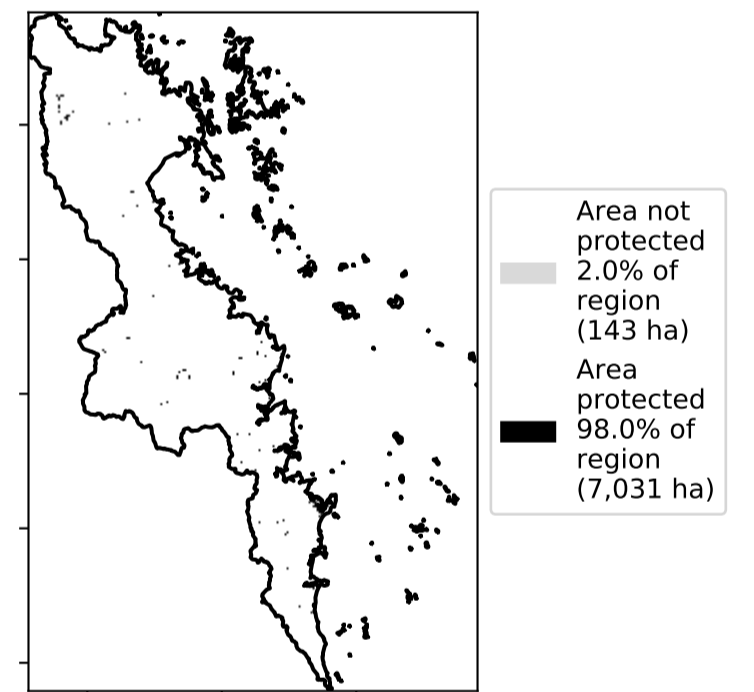 Area not
protected
2.0% of
region
(143 ha)
Area
protected
98.0% of
region
(7,031 ha)